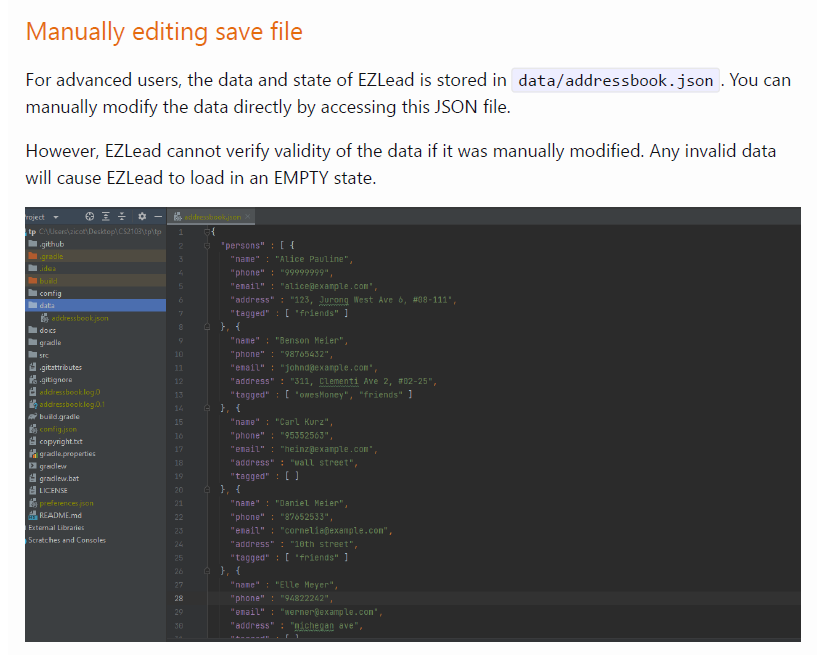 Manually editing save file
For advanced users, the data and state of EZLead is stored in data/addressbook.json . You can
manually modify the data directly by accessing this JSON file.
However, EZLead cannot verify validity of the data if it was manually modified. Any invalid data
will cause EZLead to load in an EMPTY state.
roject
tp C:\Users\zicot\Desktop\CS2103\tp\tp
.github
.gradle
.idea
build
config
data
addressbook.json
docs
gradle
src
.gitattributes
.gitignore
addressbook.log.0
addressbook.log.0.1
build.gradle
config.json
copyright.txt
gradle.properties
gradlew
gradlew.bat
LICENSE
preferences.json
README.md
External Libraries
Scratches and Consoles
addressbook.json ×
1 {
2 "persons" : [ {
3 "name" : "Alice Pauline",
4 "phone" : "99999999",
5 "email" : "alice@example.com",
6 "address" : "123, Jurong West Ave 6, #08-111",
7 "tagged" : [ "friends" ]
8 }, {
9 "name" : "Benson Meier",
10 "phone" : "98765432",
11 "email" : "johnd@example.com",
12 "address" : "311, Clementi Ave 2, #02-25",
13 "tagged" : [ "owesMoney", "friends" ]
14 }, {
15 "name" : "Carl Kurz",
16 "phone" : "95352563",
17 "email" : "heinz@example.com",
18 "address" : "wall street",
19 "tagged" : [ ]
20 }, {
21 "name" : "Daniel Meier",
22 "phone" : "87652533",
23 "email" : "cornelia@example.com",
24 "address" : "10th street",
25 "tagged" : [ "friends" ]
26 }, {
27 "name" : "Elle Meyer",
28 "phone" : "94822242",
29 "email" : "werner@example.com",
30 "address" : "michegan ave",